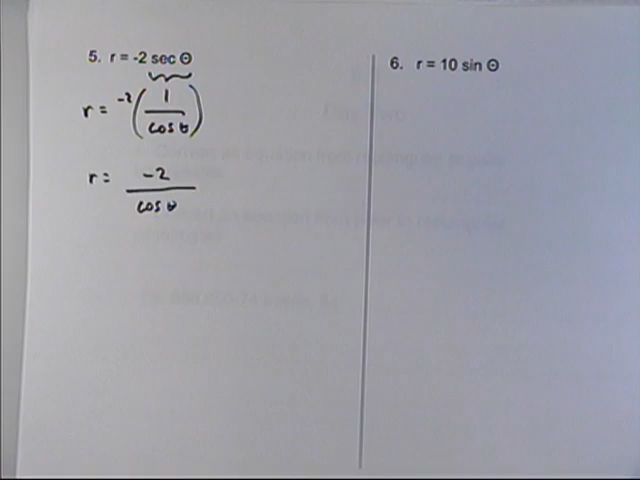 5. r = -2 sec Θ
r = -2 ( 1 / cos θ )
r = -2 / cos θ
6. r = 10 sin Θ